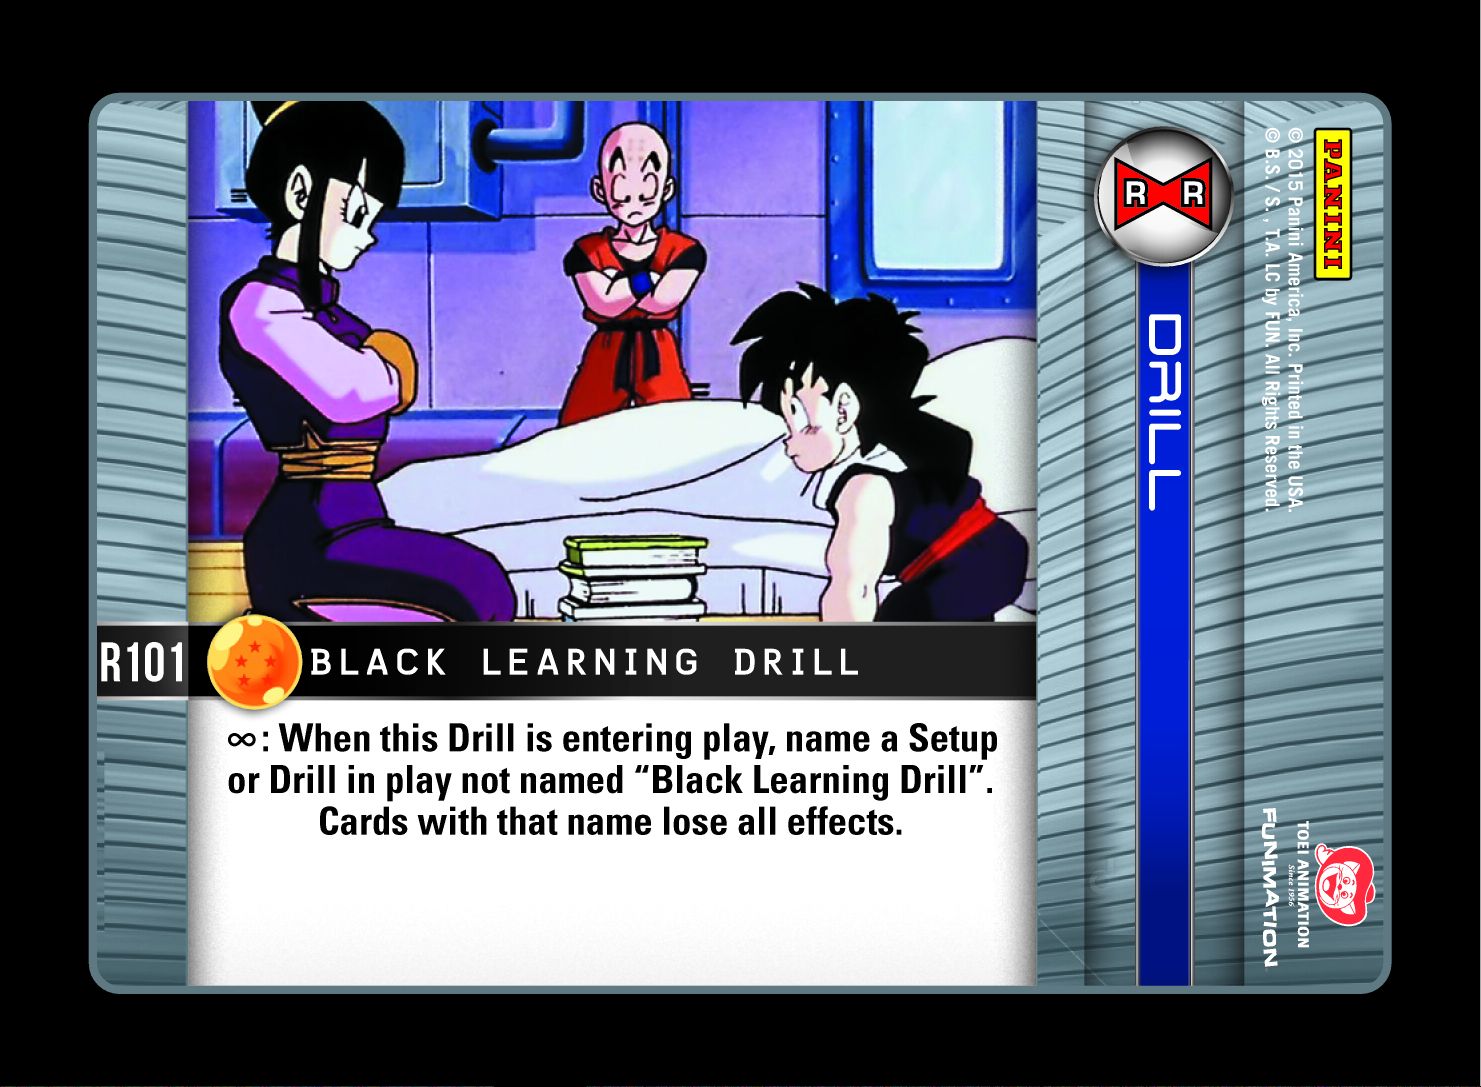 R101
BLACK LEARNING DRILL
∞: When this Drill is entering play, name a Setup
or Drill in play not named “Black Learning Drill”.
Cards with that name lose all effects.
R R
DRILL
PANINI
© 2015 Panini America, Inc. Printed in the USA.
© B.S./ S. , T.A. LC by FUN. All Rights Reserved.
TOEI ANIMATION
Since 1956
FUNIMATION